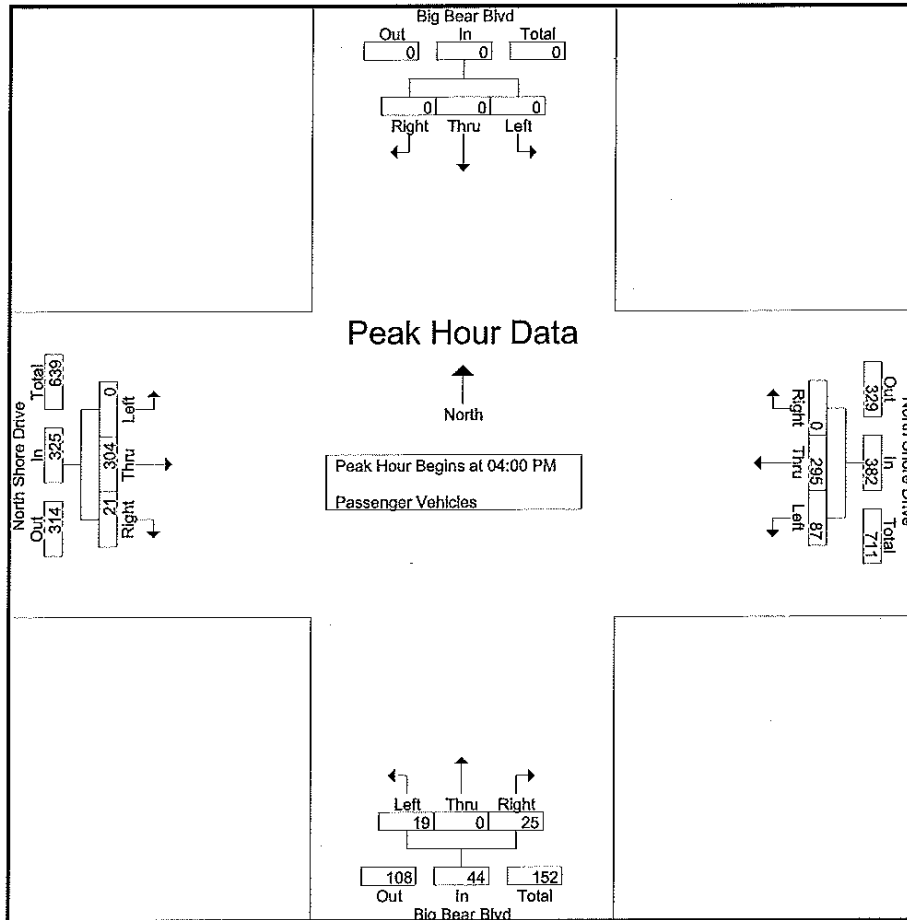 Big Bear Blvd
Out In Total
0 0 0
0 0 0
Right Thru Left
Peak Hour Data
North
Peak Hour Begins at 04:00 PM
Passenger Vehicles
North Shore Drive
Total In Out
639 325 314
0 304 21
Left Thru Right
Out In Total
329 382 711
Right Thru Left
0 295 87
North Shore Drive
Left Thru Right
19 0 25
108 44 152
Out In Total
Big Bear Blvd